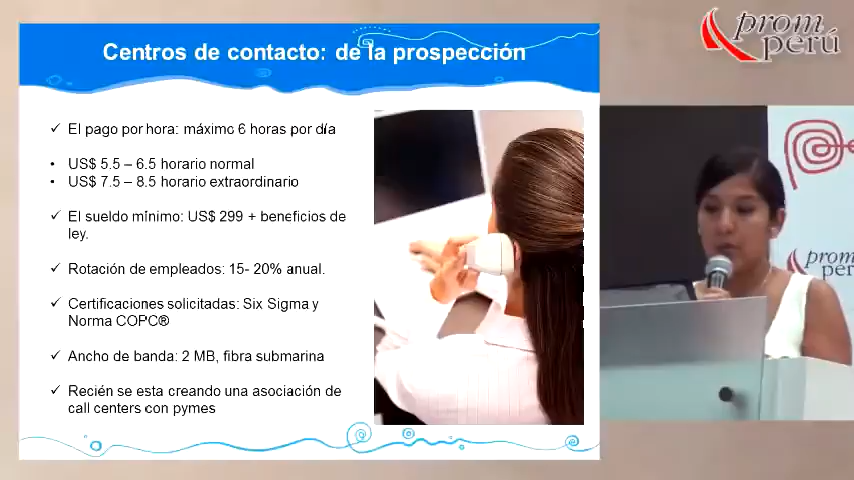 Centros de contacto: de la prospección
El pago por hora: máximo 6 horas por día
US$ 5.5 – 6.5 horario normal
US$ 7.5 – 8.5 horario extraordinario
El sueldo mínimo: US$ 299 + beneficios de
ley.
Rotación de empleados: 15- 20% anual.
Certificaciones solicitadas: Six Sigma y
Norma COPC®
Ancho de banda: 2 MB, fibra submarina
Recién se esta creando una asociación de
call centers con pymes
prom
perú
prom
per